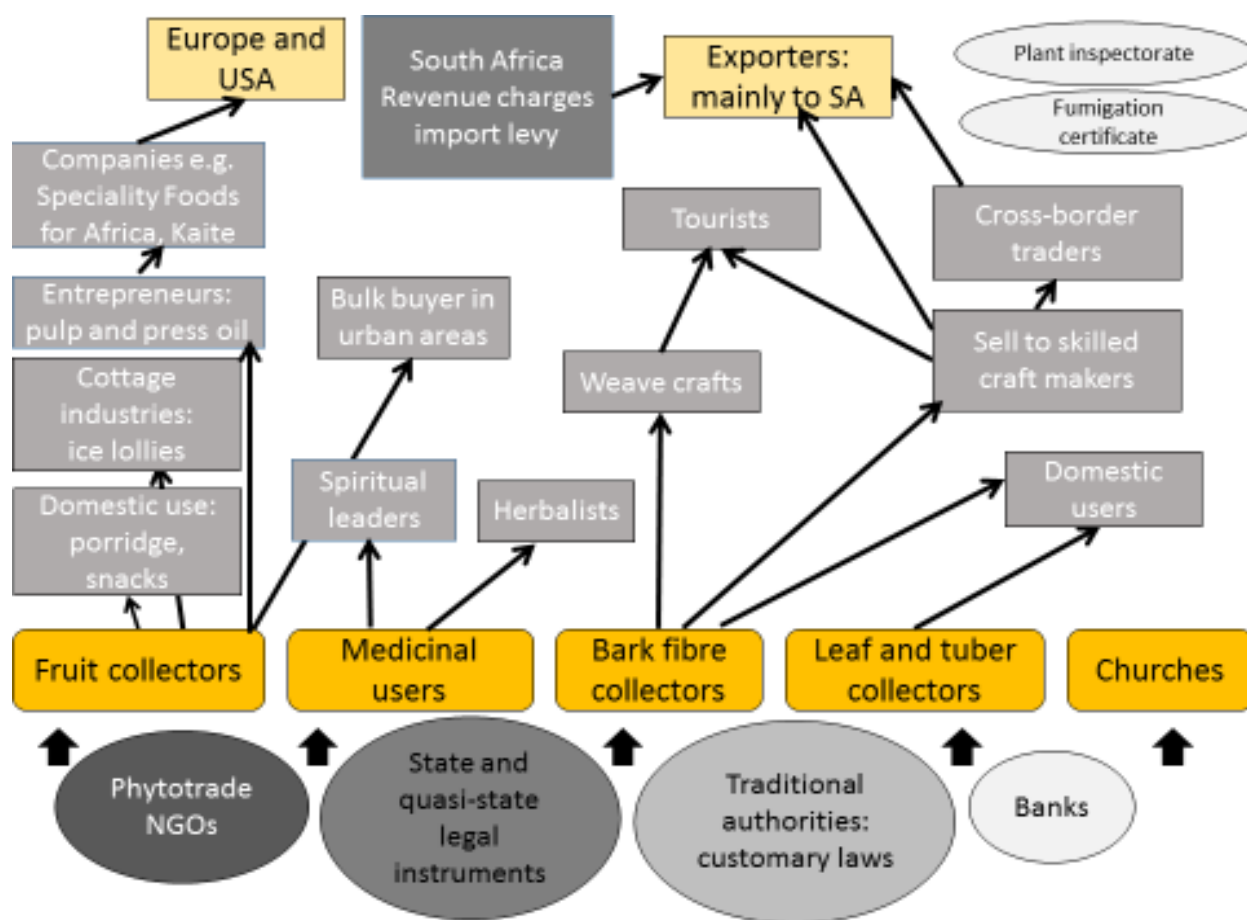 Europe and
USA
South Africa
Revenue charges
import levy
Exporters:
mainly to SA
Plant inspectorate
Fumigation
certificate
Companies e.g.
Speciality Foods
for Africa, Kaite
Tourists
Cross-border
traders
Entrepreneurs:
pulp and press oil
Bulk buyer in
urban areas
Sell to skilled
craft makers
Cottage
industries:
ice lollies
Weave crafts
Domestic use:
porridge,
snacks
Spiritual
leaders
Herbalists
Domestic
users
Fruit collectors
Medicinal
users
Bark fibre
collectors
Leaf and tuber
collectors
Churches
Phytotrade
NGOs
State and
quasi-state
legal
instruments
Traditional
authorities:
customary laws
Banks